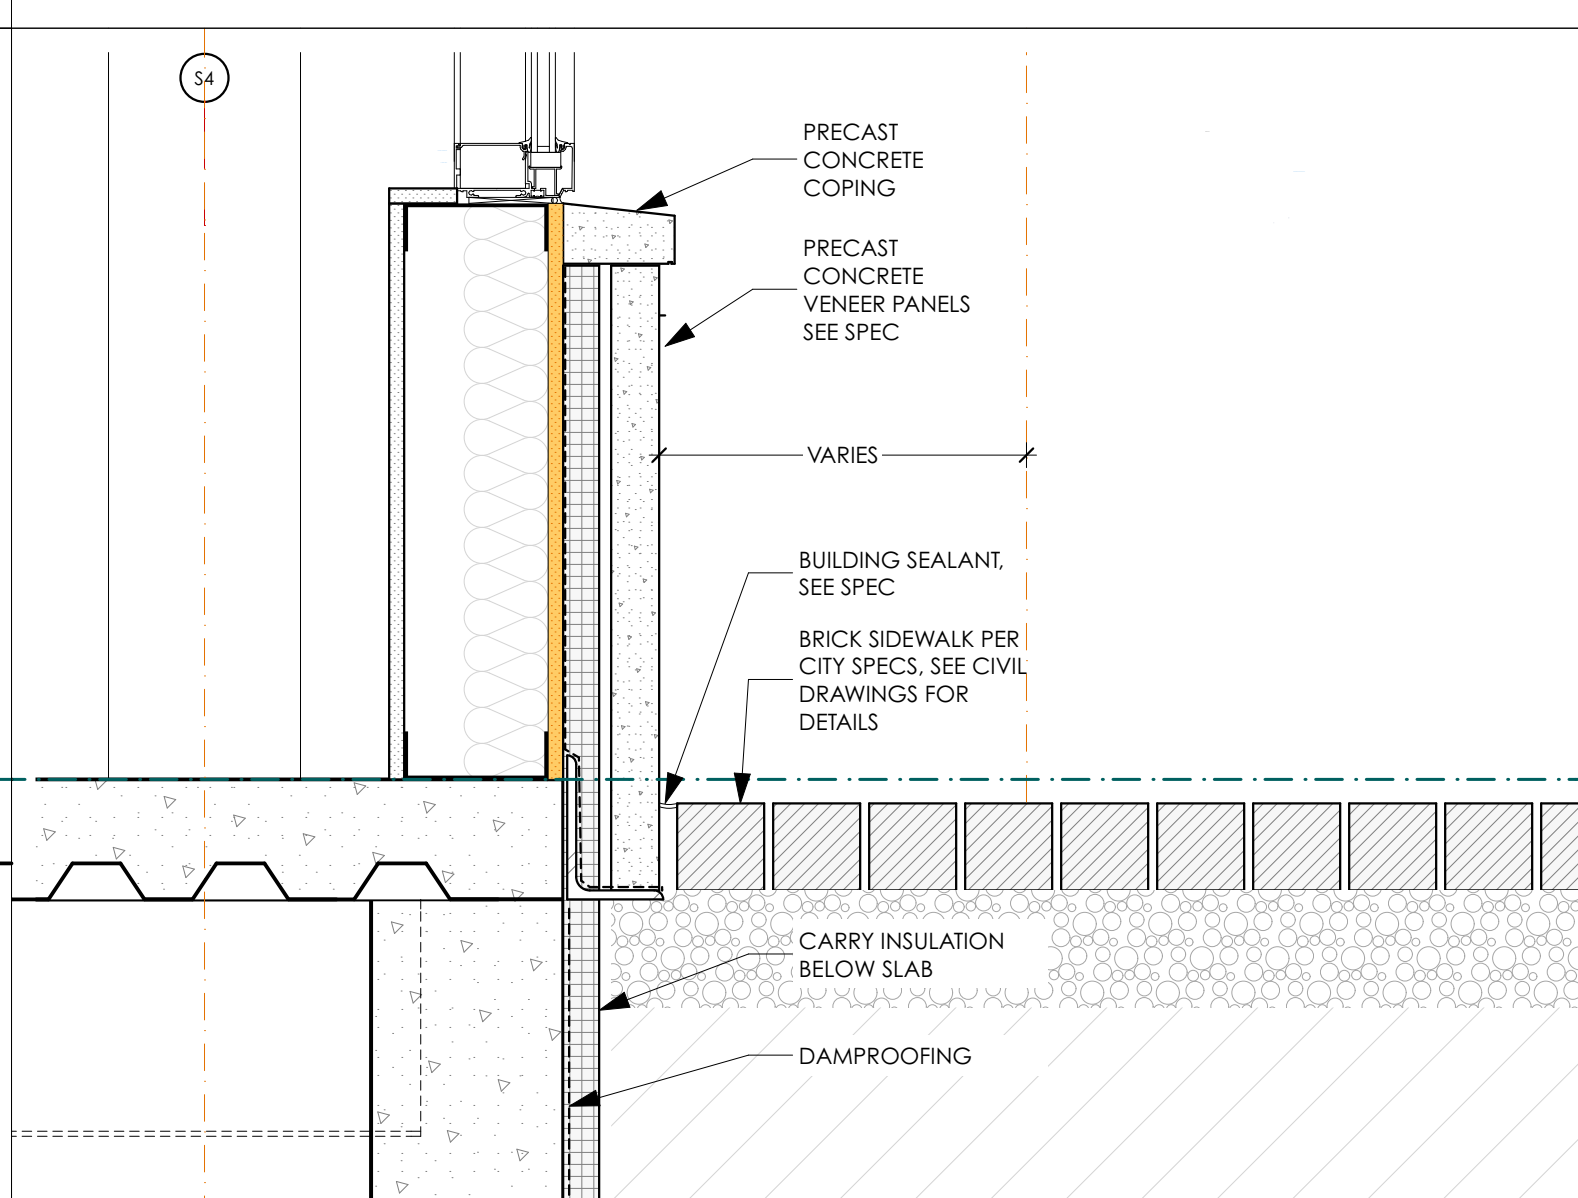 S4
PRECAST
CONCRETE
COPING
PRECAST
CONCRETE
VENEER PANELS
SEE SPEC
VARIES
BUILDING SEALANT,
SEE SPEC
BRICK SIDEWALK PER
CITY SPECS, SEE CIVIL
DRAWINGS FOR
DETAILS
CARRY INSULATION
BELOW SLAB
DAMPROOFING